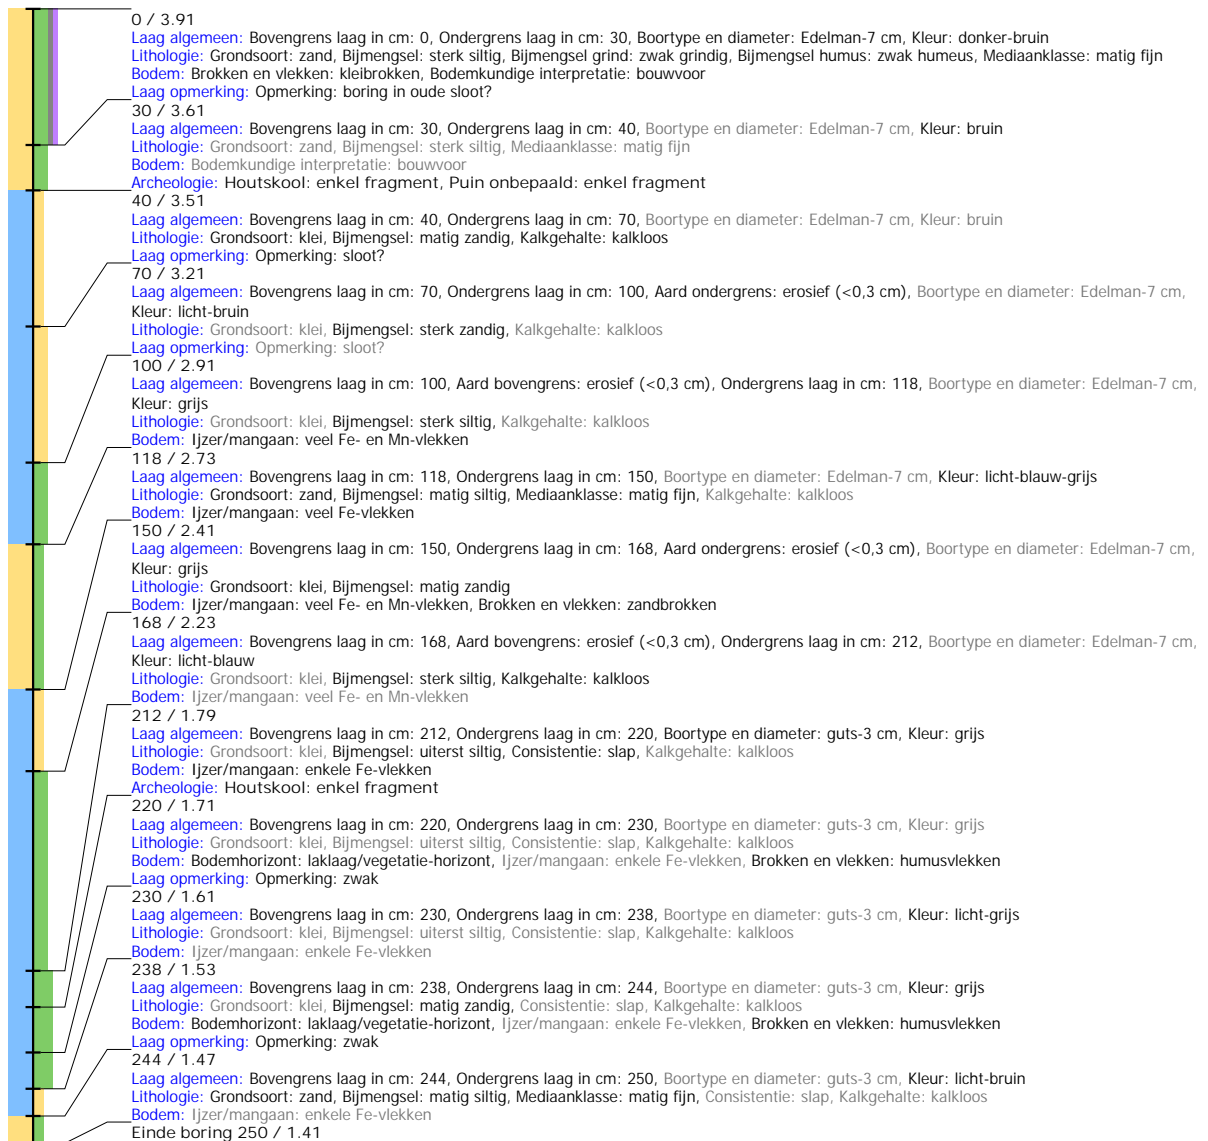 0 / 3.91
Laag algemeen: Bovengrens laag in cm: 0, Ondergrens laag in cm: 30, Boortype en diameter: Edelman-7 cm, Kleur: donker-bruin
Lithologie: Grondsoort: zand, Bijmengsel: sterk siltig, Bijmengsel grind: zwak grindig, Bijmengsel humus: zwak humeus, Mediaanklasse: matig fijn
Bodem: Brokken en vlekken: kleibrokken, Bodemkundige interpretatie: bouwvoor
Laag opmerking: Opmerking: boring in oude sloot?
30 / 3.61
Laag algemeen: Bovengrens laag in cm: 30, Ondergrens laag in cm: 40, Boortype en diameter: Edelman-7 cm, Kleur: bruin
Lithologie: Grondsoort: zand, Bijmengsel: sterk siltig, Mediaanklasse: matig fijn
Bodem: Bodemkundige interpretatie: bouwvoor
Archeologie: Houtskool: enkel fragment, Puin onbepaald: enkel fragment
40 / 3.51
Laag algemeen: Bovengrens laag in cm: 40, Ondergrens laag in cm: 70, Boortype en diameter: Edelman-7 cm, Kleur: bruin
Lithologie: Grondsoort: klei, Bijmengsel: matig zandig, Kalkgehalte: kalkloos
Laag opmerking: Opmerking: sloot?
70 / 3.21
Laag algemeen: Bovengrens laag in cm: 70, Ondergrens laag in cm: 100, Aard ondergrens: erosief (<0,3 cm), Boortype en diameter: Edelman-7 cm,
Kleur: licht-bruin
Lithologie: Grondsoort: klei, Bijmengsel: sterk zandig, Kalkgehalte: kalkloos
Laag opmerking: Opmerking: sloot?
100 / 2.91
Laag algemeen: Bovengrens laag in cm: 100, Aard bovengrens: erosief (<0,3 cm), Ondergrens laag in cm: 118, Boortype en diameter: Edelman-7 cm,
Kleur: grijs
Lithologie: Grondsoort: klei, Bijmengsel: sterk siltig, Kalkgehalte: kalkloos
Bodem: Ijzer/mangaan: veel Fe- en Mn-vlekken
118 / 2.73
Laag algemeen: Bovengrens laag in cm: 118, Ondergrens laag in cm: 150, Boortype en diameter: Edelman-7 cm, Kleur: licht-blauw-grijs
Lithologie: Grondsoort: zand, Bijmengsel: matig siltig, Mediaanklasse: matig fijn, Kalkgehalte: kalkloos
Bodem: Ijzer/mangaan: veel Fe-vlekken
150 / 2.41
Laag algemeen: Bovengrens laag in cm: 150, Ondergrens laag in cm: 168, Aard ondergrens: erosief (<0,3 cm), Boortype en diameter: Edelman-7 cm,
Kleur: grijs
Lithologie: Grondsoort: klei, Bijmengsel: matig zandig
Bodem: Ijzer/mangaan: veel Fe- en Mn-vlekken, Brokken en vlekken: zandbrokken
168 / 2.23
Laag algemeen: Bovengrens laag in cm: 168, Aard bovengrens: erosief (<0,3 cm), Ondergrens laag in cm: 212, Boortype en diameter: Edelman-7 cm,
Kleur: licht-blauw
Lithologie: Grondsoort: klei, Bijmengsel: sterk siltig, Kalkgehalte: kalkloos
Bodem: Ijzer/mangaan: veel Fe- en Mn-vlekken
212 / 1.79
Laag algemeen: Bovengrens laag in cm: 212, Ondergrens laag in cm: 220, Boortype en diameter: guts-3 cm, Kleur: grijs
Lithologie: Grondsoort: klei, Bijmengsel: uiterst siltig, Consistentie: slap, Kalkgehalte: kalkloos
Bodem: Ijzer/mangaan: enkele Fe-vlekken
Archeologie: Houtskool: enkel fragment
220 / 1.71
Laag algemeen: Bovengrens laag in cm: 220, Ondergrens laag in cm: 230, Boortype en diameter: guts-3 cm, Kleur: grijs
Lithologie: Grondsoort: klei, Bijmengsel: uiterst siltig, Consistentie: slap, Kalkgehalte: kalkloos
Bodem: Bodemhorizont: laklaag/vegetatie-horizont, Ijzer/mangaan: enkele Fe-vlekken, Brokken en vlekken: humusvlekken
Laag opmerking: Opmerking: zwak
230 / 1.61
Laag algemeen: Bovengrens laag in cm: 230, Ondergrens laag in cm: 238, Boortype en diameter: guts-3 cm, Kleur: licht-grijs
Lithologie: Grondsoort: klei, Bijmengsel: uiterst siltig, Consistentie: slap, Kalkgehalte: kalkloos
Bodem: Ijzer/mangaan: enkele Fe-vlekken
238 / 1.53
Laag algemeen: Bovengrens laag in cm: 238, Ondergrens laag in cm: 244, Boortype en diameter: guts-3 cm, Kleur: grijs
Lithologie: Grondsoort: klei, Bijmengsel: matig zandig, Consistentie: slap, Kalkgehalte: kalkloos
Bodem: Bodemhorizont: laklaag/vegetatie-horizont, Ijzer/mangaan: enkele Fe-vlekken, Brokken en vlekken: humusvlekken
Laag opmerking: Opmerking: zwak
244 / 1.47
Laag algemeen: Bovengrens laag in cm: 244, Ondergrens laag in cm: 250, Boortype en diameter: guts-3 cm, Kleur: licht-bruin
Lithologie: Grondsoort: zand, Bijmengsel: matig siltig, Mediaanklasse: matig fijn, Consistentie: slap, Kalkgehalte: kalkloos
Bodem: Ijzer/mangaan: enkele Fe-vlekken
Einde boring 250 / 1.41